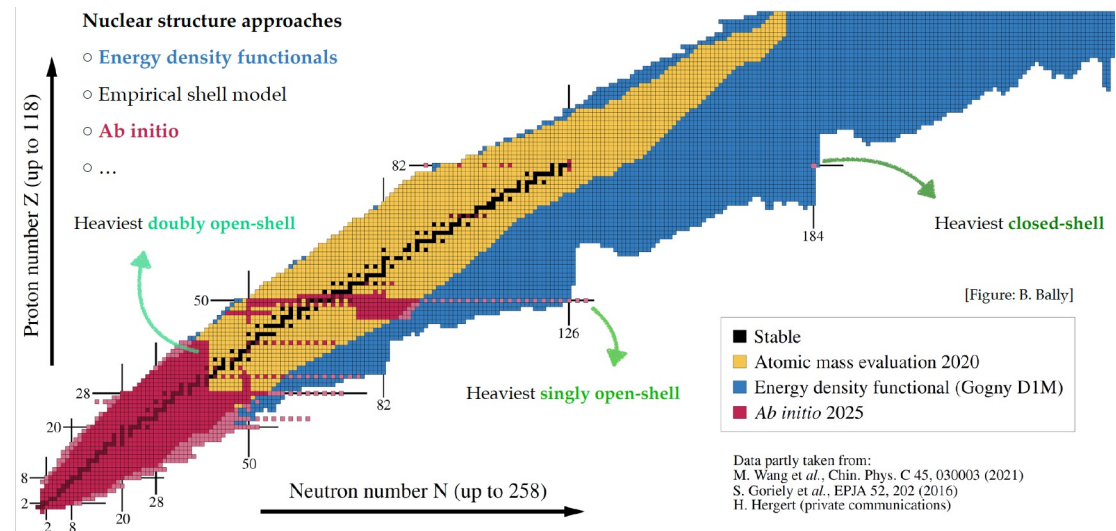 Nuclear structure approaches
Energy density functionals
Empirical shell model
Ab initio
...
Proton number Z (up to 118)
Heaviest doubly open-shell
82
50
28
20
8
2
2
8
20
28
50
82
126
184
Heaviest closed-shell
Heaviest singly open-shell
Neutron number N (up to 258)
[Figure: B. Bally]
Stable
Atomic mass evaluation 2020
Energy density functional (Gogny D1M)
Ab initio 2025
Data partly taken from:
M. Wang et al., Chin. Phys. C 45, 030003 (2021)
S. Goriely et al., EPJA 52, 202 (2016)
H. Hergert (private communications)